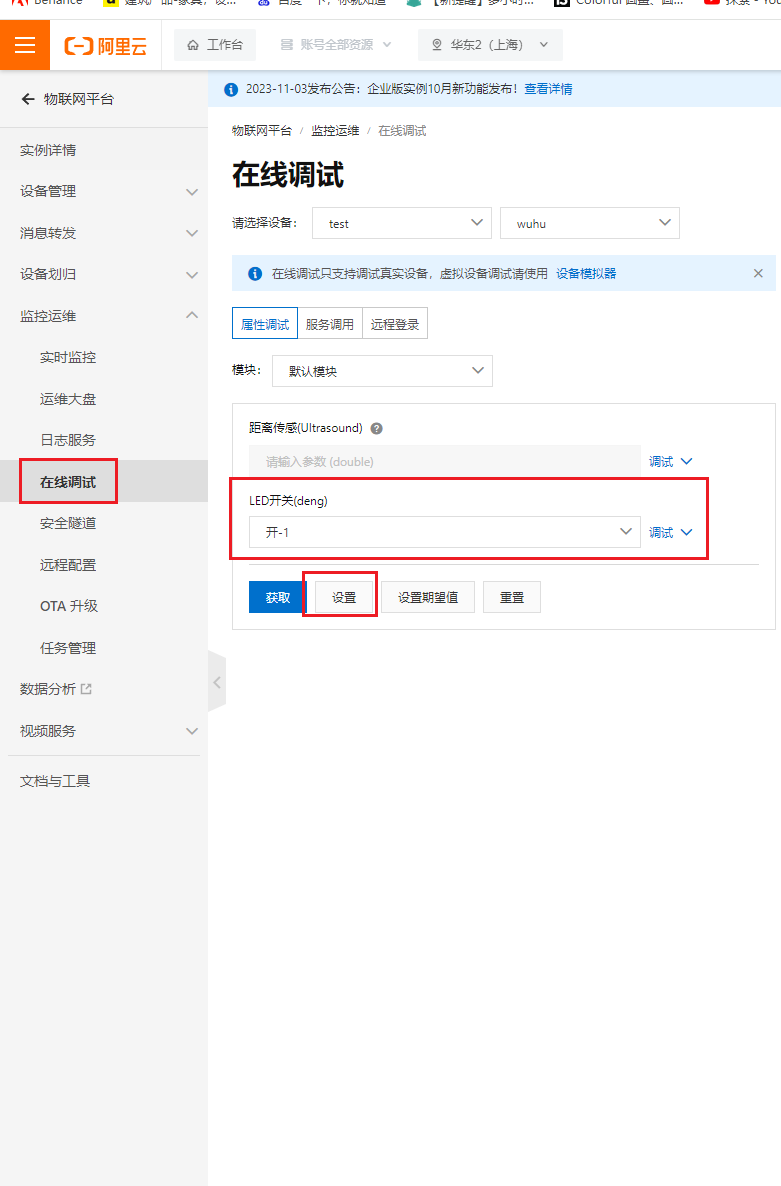 Behance
Colorful
阿里云
工作台
账号全部资源
华东2（上海）
物联网平台
2023-11-03发布公告：企业版实例10月新功能发布！查看详情
实例详情
设备管理
消息转发
设备划归
监控运维
实时监控
运维大盘
日志服务
在线调试
安全隧道
远程配置
OTA 升级
任务管理
数据分析
视频服务
文档与工具
物联网平台 / 监控运维 / 在线调试
在线调试
请选择设备：
test
wuhu
在线调试只支持调试真实设备，虚拟设备调试请使用 设备模拟器
属性调试
服务调用
远程登录
模块：
默认模块
距离传感(Ultrasound)
请输入参数 (double)
调试
LED开关(deng)
开-1
调试
获取
设置
设置期望值
重置